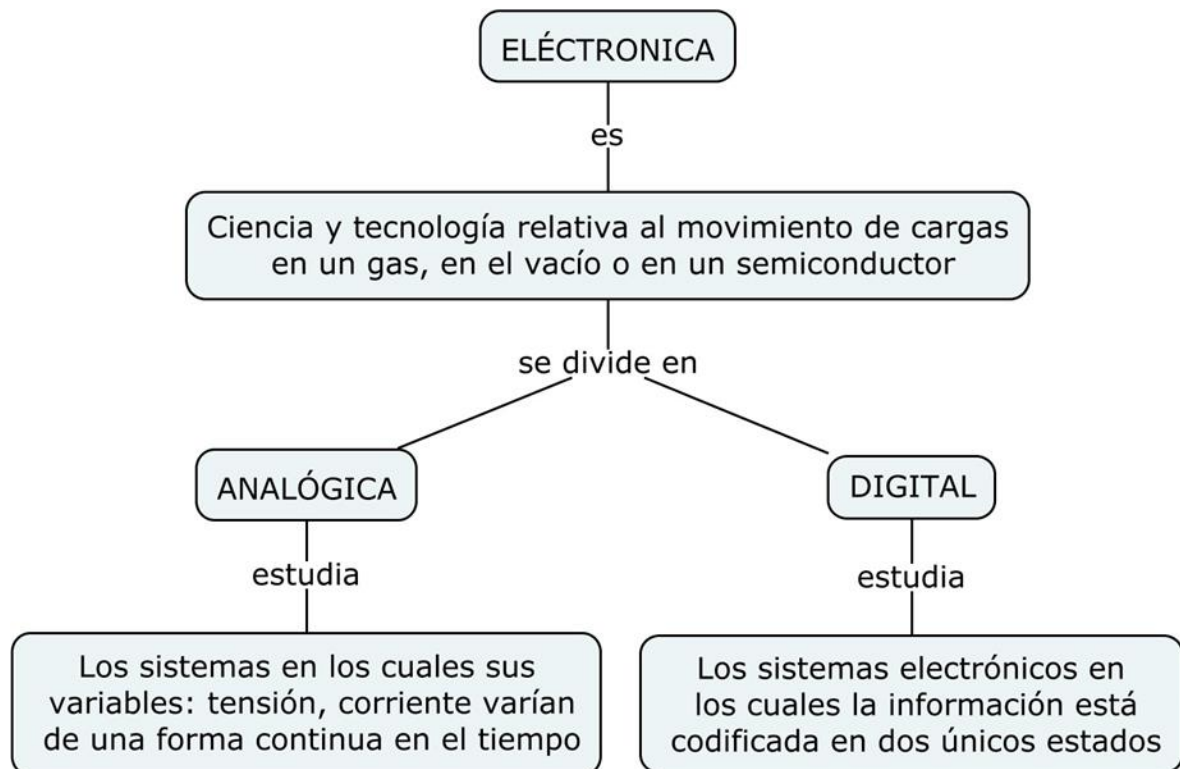 ELÉCTRONICA
es
Ciencia y tecnología relativa al movimiento de cargas
en un gas, en el vacío o en un semiconductor
se divide en
ANALÓGICA
DIGITAL
estudia
estudia
Los sistemas en los cuales sus
variables: tensión, corriente varían
de una forma continua en el tiempo
Los sistemas electrónicos en
los cuales la información está
codificada en dos únicos estados